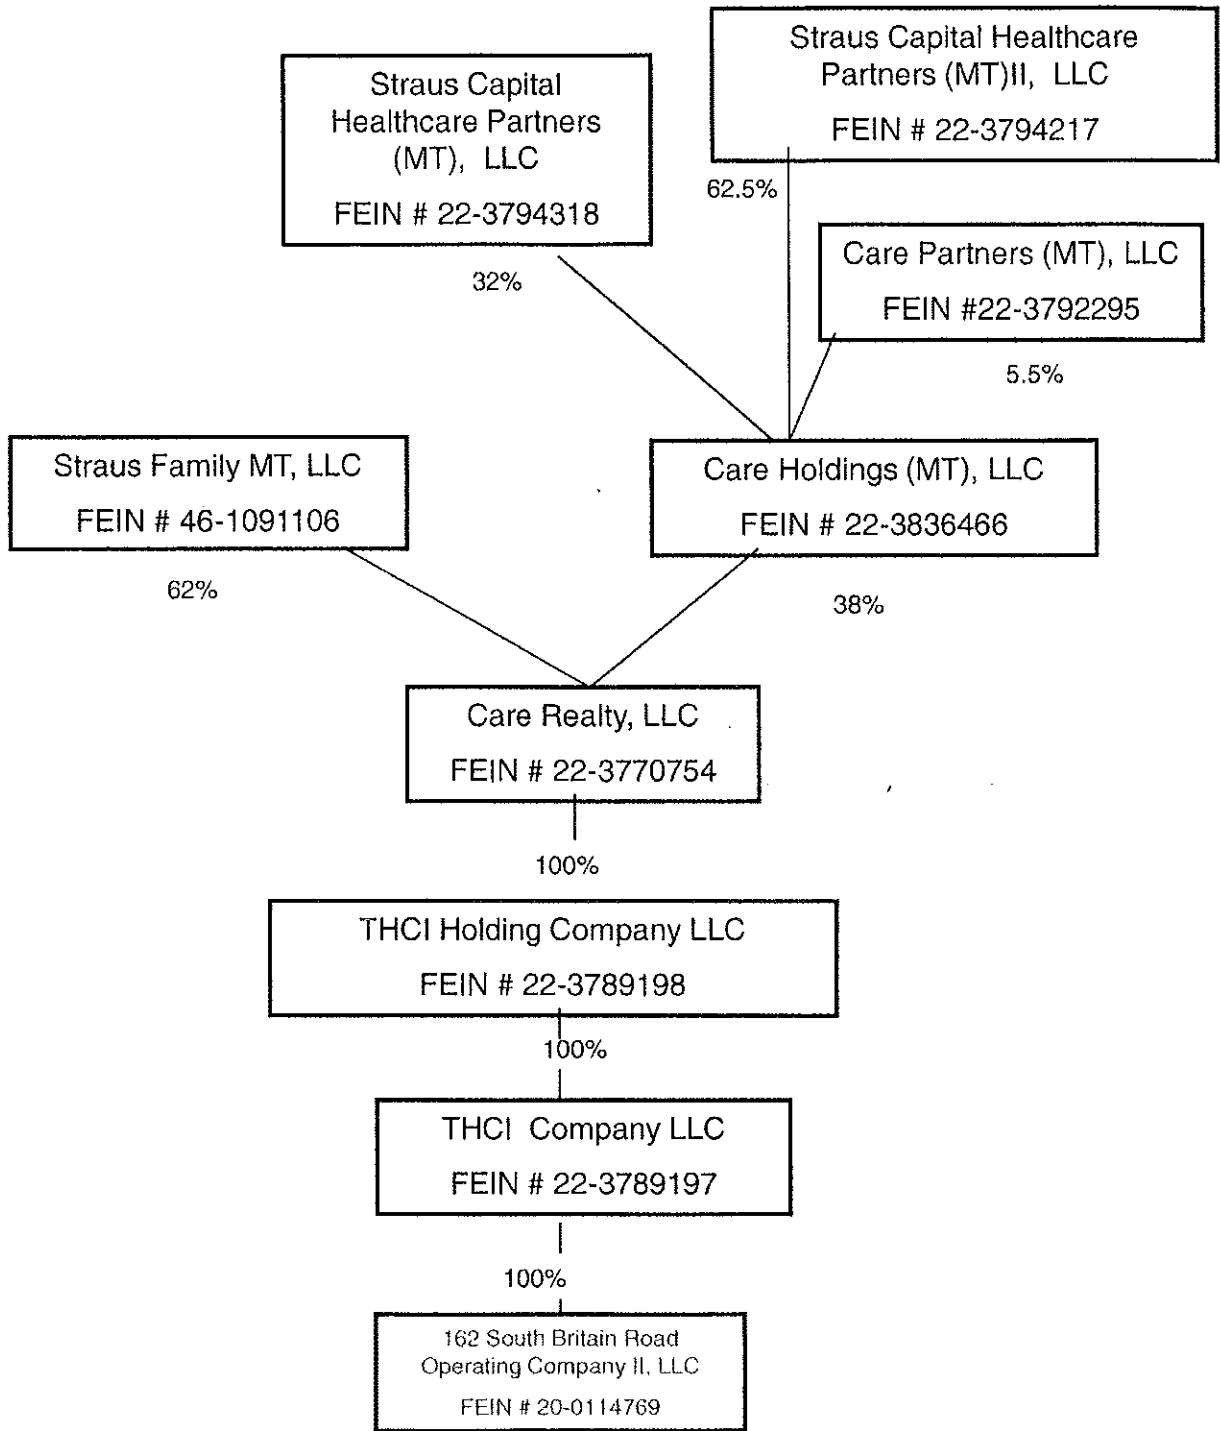 Straus Capital Healthcare
Partners (MT)II, LLC
FEIN # 22-3794217
Straus Capital
Healthcare Partners
(MT), LLC
FEIN # 22-3794318
62.5%
32%
Care Partners (MT), LLC
FEIN #22-3792295
5.5%
Straus Family MT, LLC
FEIN # 46-1091106
62%
Care Holdings (MT), LLC
FEIN # 22-3836466
38%
Care Realty, LLC
FEIN # 22-3770754
100%
THCI Holding Company LLC
FEIN # 22-3789198
100%
THCI Company LLC
FEIN # 22-3789197
100%
162 South Britain Road
Operating Company II, LLC
FEIN # 20-0114769